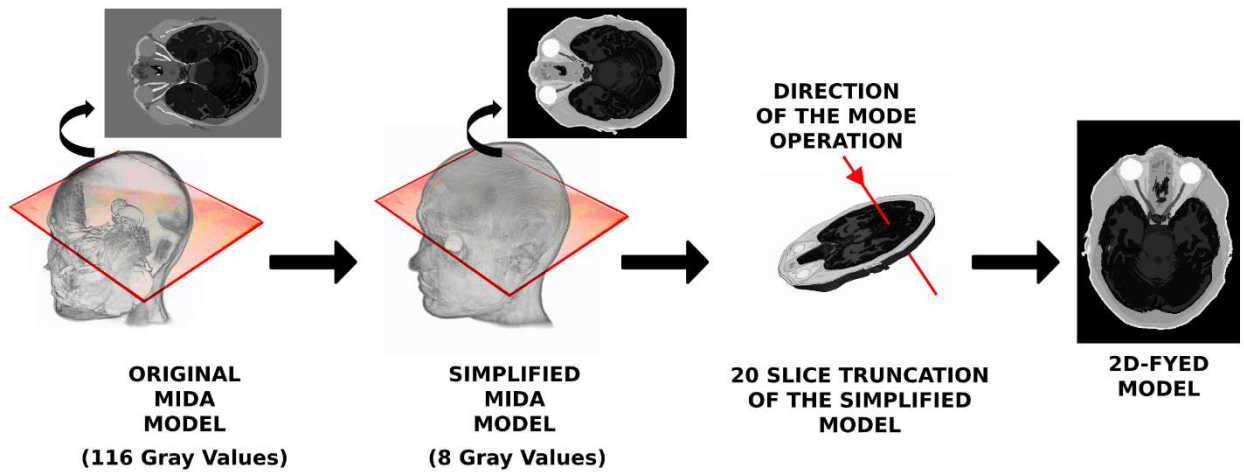 DIRECTION
OF THE MODE
OPERATION
ORIGINAL
MIDA
MODEL
(116 Gray Values)
SIMPLIFIED
MIDA
MODEL
(8 Gray Values)
20 SLICE TRUNCATION
OF THE SIMPLIFIED
MODEL
2D-FYED
MODEL